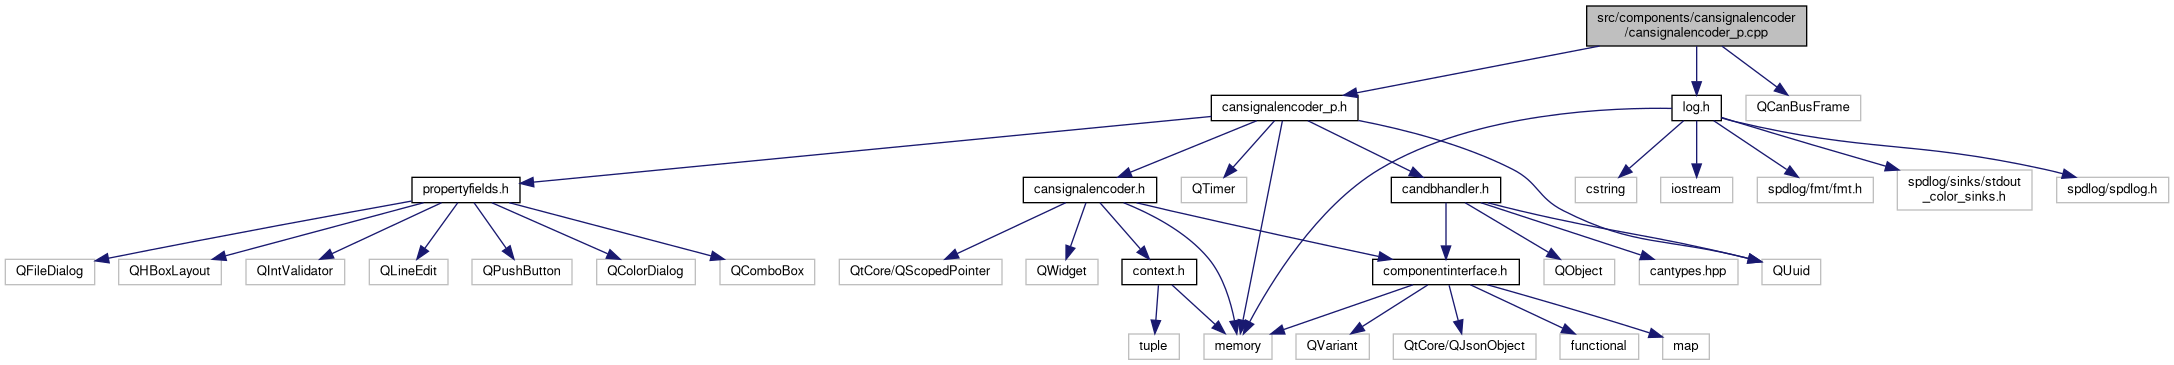 src/components/cansignalencoder
/cansignalencoder_p.cpp
cansignalencoder_p.h
log.h
QCanBusFrame
propertyfields.h
cansignalencoder.h
QTimer
candbhandler.h
cstring
iostream
spdlog/fmt/fmt.h
spdlog/sinks/stdout
_color_sinks.h
spdlog/spdlog.h
QFileDialog
QHBoxLayout
QIntValidator
QLineEdit
QPushButton
QColorDialog
QComboBox
QtCore/QScopedPointer
QWidget
context.h
componentinterface.h
QObject
cantypes.hpp
QUuid
tuple
memory
QVariant
QtCore/QJsonObject
functional
map